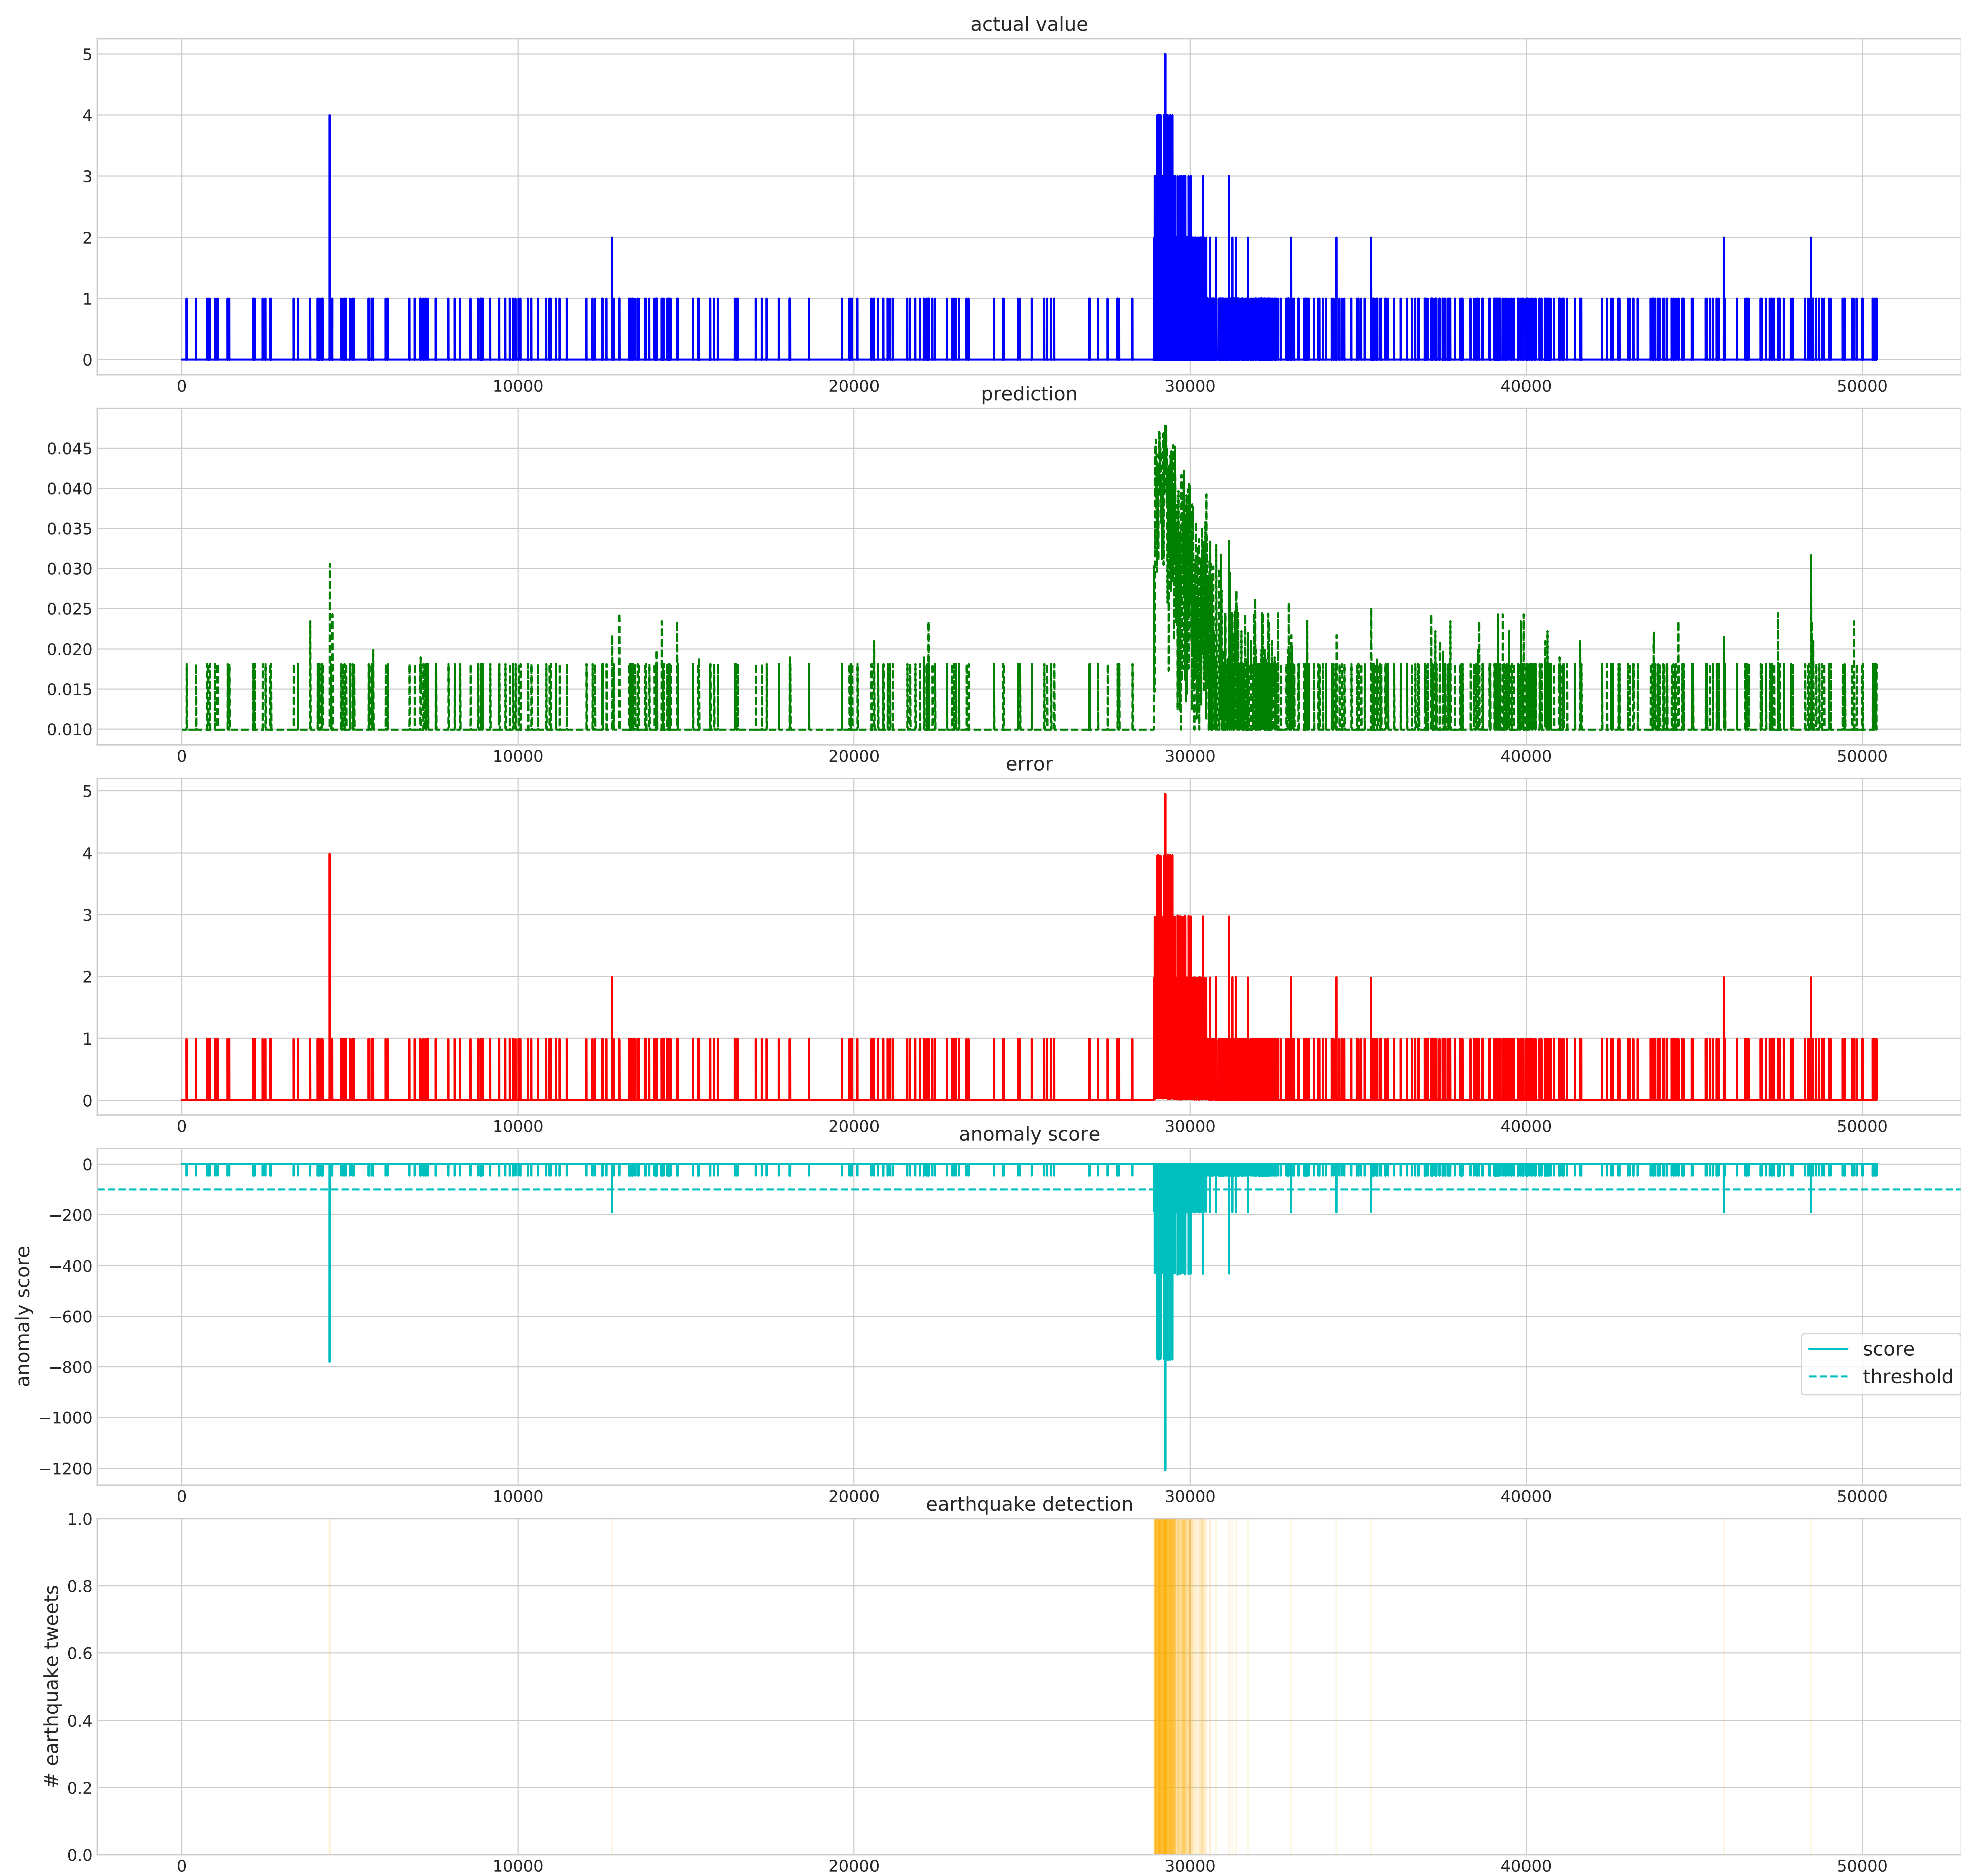 actual value
5
4
3
2
1
0
0 10000 20000 30000 40000 50000
prediction
0.045
0.040
0.035
0.030
0.025
0.020
0.015
0.010
0 10000 20000 30000 40000 50000
error
5
4
3
2
1
0
0 10000 20000 30000 40000 50000
anomaly score
anomaly score
0
−200
−400
−600
−800
−1000
−1200
score
threshold
0 10000 20000 30000 40000 50000
earthquake detection
# earthquake tweets
1.0
0.8
0.6
0.4
0.2
0.0
0 10000 20000 30000 40000 50000